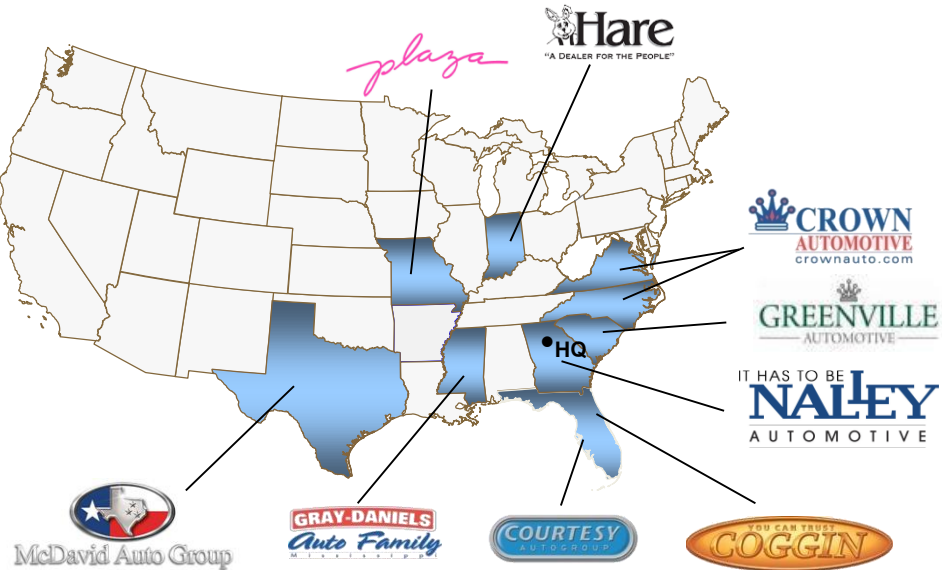 plaza
Hare
"A DEALER FOR THE PEOPLE"
CROWN
AUTOMOTIVE
crownauto.com
GREENVILLE
AUTOMOTIVE
HQ
IT HAS TO BE
NALLEY
AUTOMOTIVE
McDavid Auto Group
GRAY-DANIELS
Auto Family
Mississippi
COURTESY
AUTOGROUP
YOU CAN TRUST
COGGIN